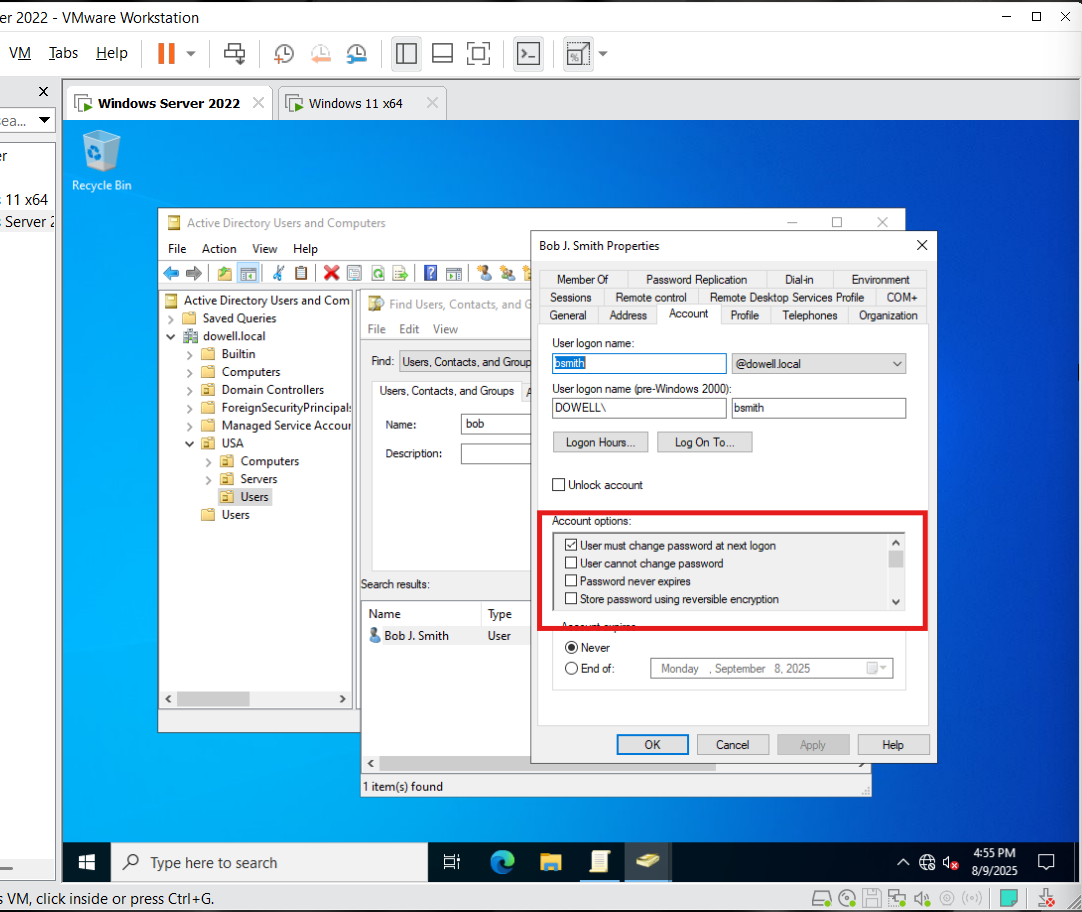 er 2022 - VMware Workstation
VM Tabs Help
Windows Server 2022
Windows 11 x64
sea...
er
11 x64
Server 2
Recycle Bin
Active Directory Users and Computers
File Action View Help
Active Directory Users and Com
Saved Queries
dowell.local
Builtin
Computers
Domain Controllers
ForeignSecurityPrincipals
Managed Service Accour
USA
Computers
Servers
Users
Users
Find Users, Contacts, and G
File Edit View
Find: Users, Contacts, and Group
Users, Contacts, and Groups A
Name: bob
Description:
Search results:
Name Type
Bob J. Smith User
1 item(s) found
Bob J. Smith Properties
Member Of Password Replication Dial-in Environment
Sessions Remote control Remote Desktop Services Profile COM+
General Address Account Profile Telephones Organization
User logon name:
bsmith @dowell.local
User logon name (pre-Windows 2000):
DOWELL\ bsmith
Logon Hours... Log On To...
Unlock account
Account options:
User must change password at next logon
User cannot change password
Password never expires
Store password using reversible encryption
Account expires
Never
End of: Monday , September 8, 2025
OK Cancel Apply Help
Type here to search
4:55 PM
8/9/2025
s VM, click inside or press Ctrl+G.